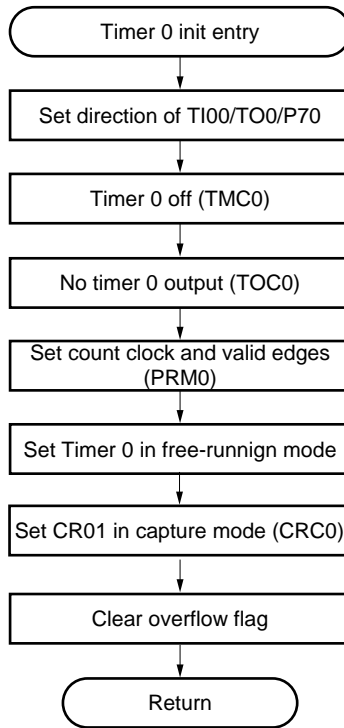 Timer 0 init entry
Set direction of TI00/TO0/P70
Timer 0 off (TMC0)
No timer 0 output (TOC0)
Set count clock and valid edges
(PRM0)
Set Timer 0 in free-runnign mode
Set CR01 in capture mode (CRC0)
Clear overflow flag
Return